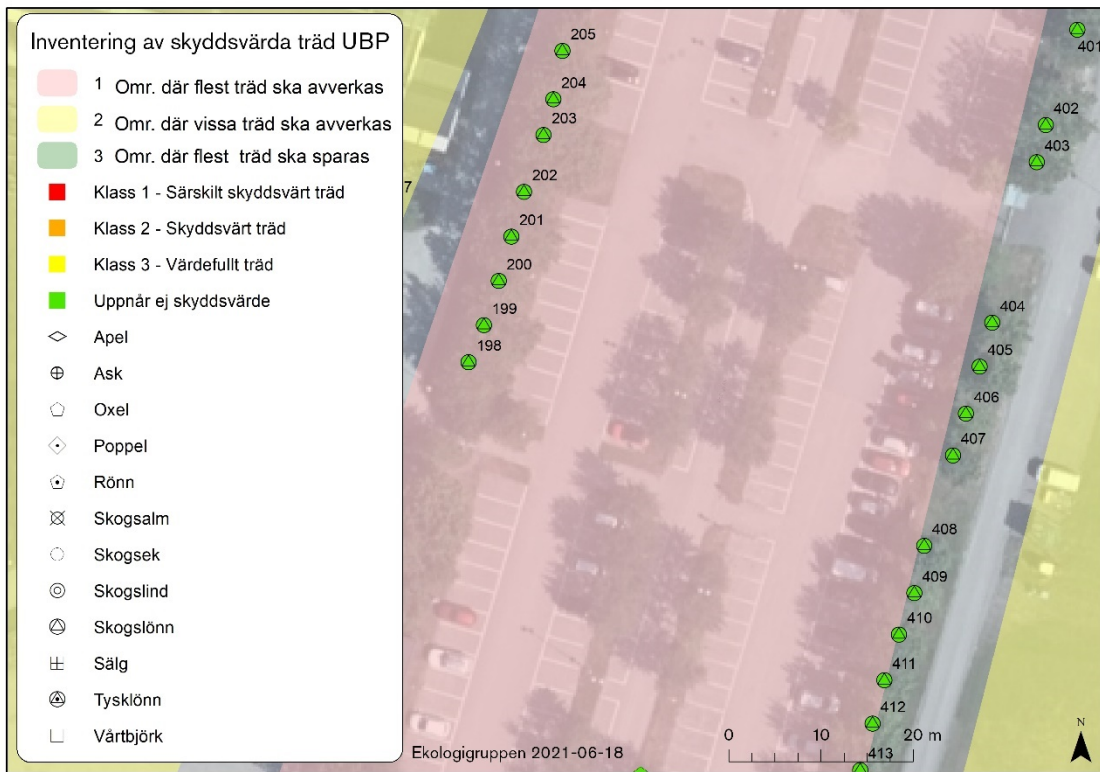 Inventering av skyddsvärda träd UBP
1 Omr. där flest träd ska avverkas
2 Omr. där vissa träd ska avverkas
3 Omr. där flest träd ska sparas
Klass 1 - Särskilt skyddsvärt träd
Klass 2 - Skyddsvärt träd
Klass 3 - Värdefullt träd
Uppnår ej skyddsvärde
Apel
Ask
Oxel
Poppel
Rönn
Skogsalm
Skogsek
Skogslind
Skogslönn
Sälg
Tysklönn
Vårtbjörk
7
205
204
203
202
201
200
199
198
401
402
403
404
405
406
407
408
409
410
411
412
413
Ekologigruppen 2021-06-18
0 10 20 m
N